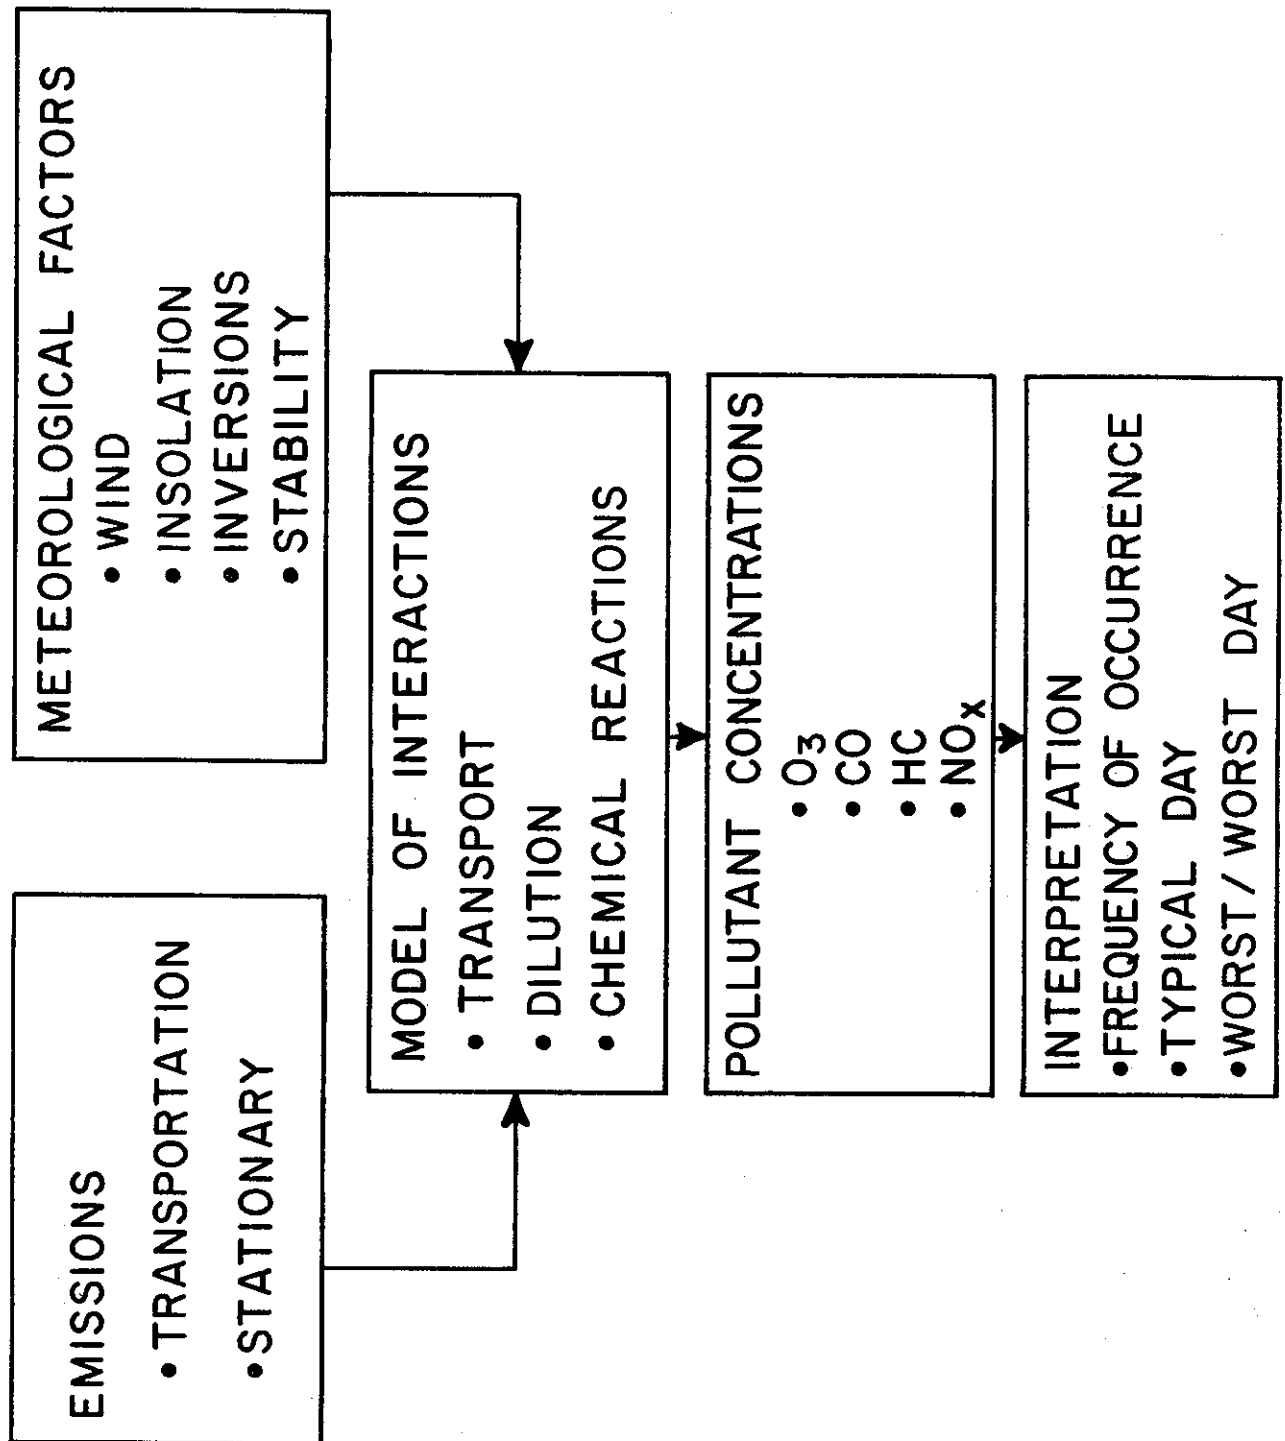 EMISSIONS
• TRANSPORTATION
• STATIONARY
METEOROLOGICAL FACTORS
• WIND
• INSOLATION
• INVERSIONS
• STABILITY
MODEL OF INTERACTIONS
• TRANSPORT
• DILUTION
• CHEMICAL REACTIONS
POLLUTANT CONCENTRATIONS
• O₃
• CO
• HC
• NOₓ
INTERPRETATION
• FREQUENCY OF OCCURRENCE
• TYPICAL DAY
• WORST/WORST DAY